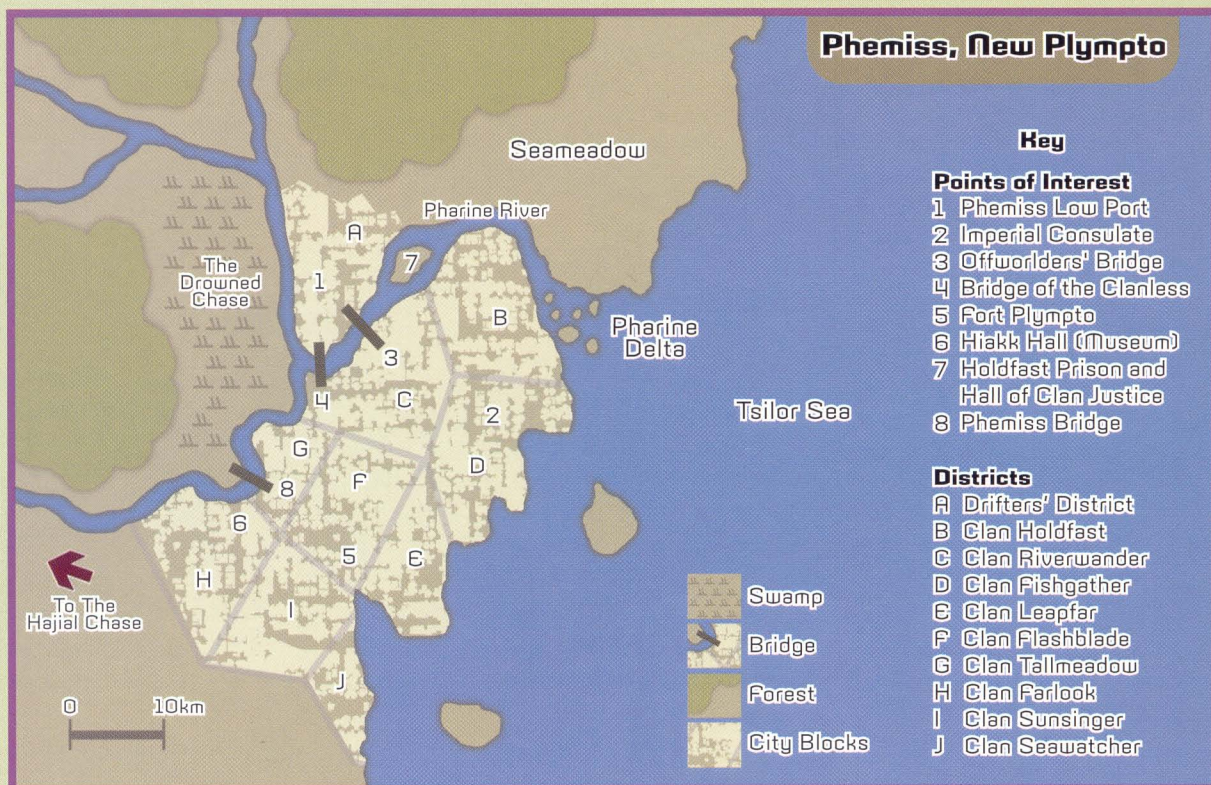 Phemiss, New Plympto
Seameadow
Pharine River
A
7
The
Drowned
Chase
1
B
Pharine
Delta
3
4
C
2
Tsilor Sea
G
D
F
8
6
5
E
H
I
To The
Hajial Chase
J
0 10km
Swamp
Bridge
Forest
City Blocks
Key
Points of Interest
1 Phemiss Low Port
2 Imperial Consulate
3 Offworlders' Bridge
4 Bridge of the Clanless
5 Fort Plympto
6 Hiakk Hall (Museum)
7 Holdfast Prison and
Hall of Clan Justice
8 Phemiss Bridge
Districts
A Drifters' District
B Clan Holdfast
C Clan Riverwander
D Clan Fishgather
E Clan Leapfar
F Clan Flashblade
G Clan Tallmeadow
H Clan Farlook
I Clan Sunsinger
J Clan Seawatcher